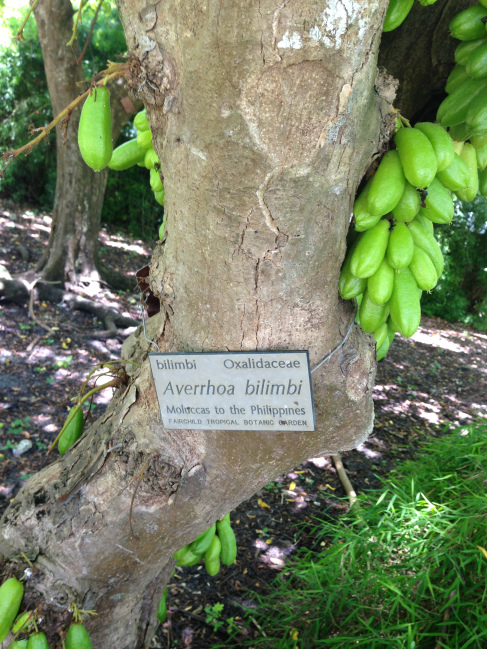 bilimbi Oxalidaceae
Averrhoa bilimbi
Moluccas to the Philippines
FAIRCHILD TROPICAL BOTANIC GARDEN